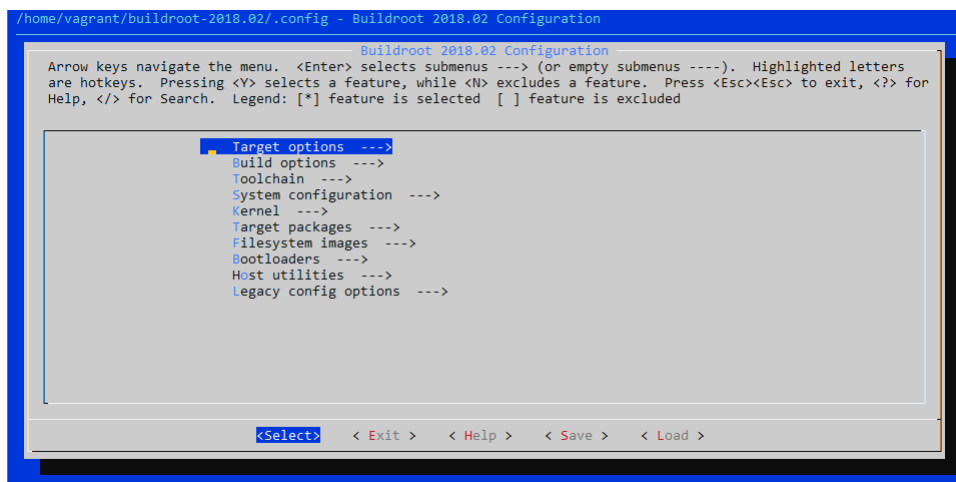 /home/vagrant/buildroot-2018.02/.config - Buildroot 2018.02 Configuration
Buildroot 2018.02 Configuration
Arrow keys navigate the menu.  <Enter> selects submenus ---> (or empty submenus ----).  Highlighted letters
are hotkeys.  Pressing <Y> selects a feature, while <N> excludes a feature.  Press <Esc><Esc> to exit, <?> for
Help, </> for Search.  Legend: [*] feature is selected  [ ] feature is excluded
Target options  --->
Build options  --->
Toolchain  --->
System configuration  --->
Kernel  --->
Target packages  --->
Filesystem images  --->
Bootloaders  --->
Host utilities  --->
Legacy config options  --->
<Select>    < Exit >    < Help >    < Save >    < Load >